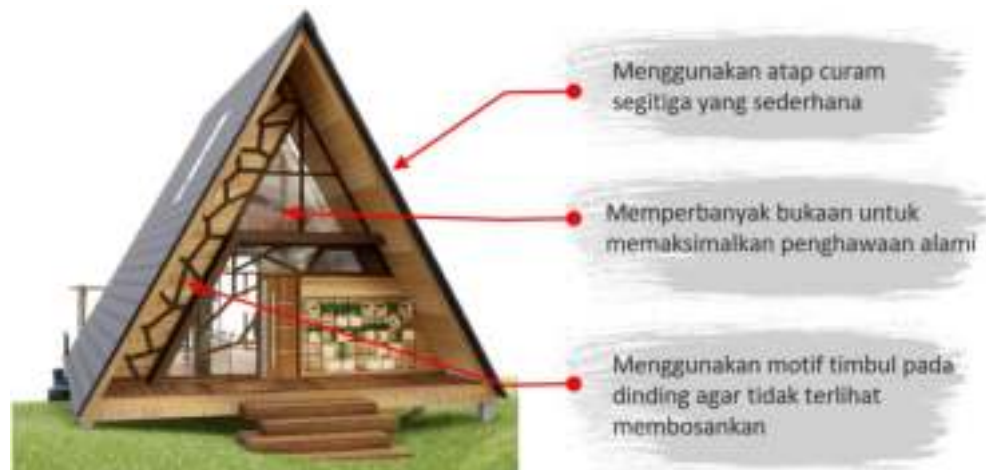 Menggunakan atap curam
segitiga yang sederhana
Memperbanyak bukaan untuk
memaksimalkan penghawaan alami
Menggunakan motif timbul pada
dinding agar tidak terlihat
membosankan